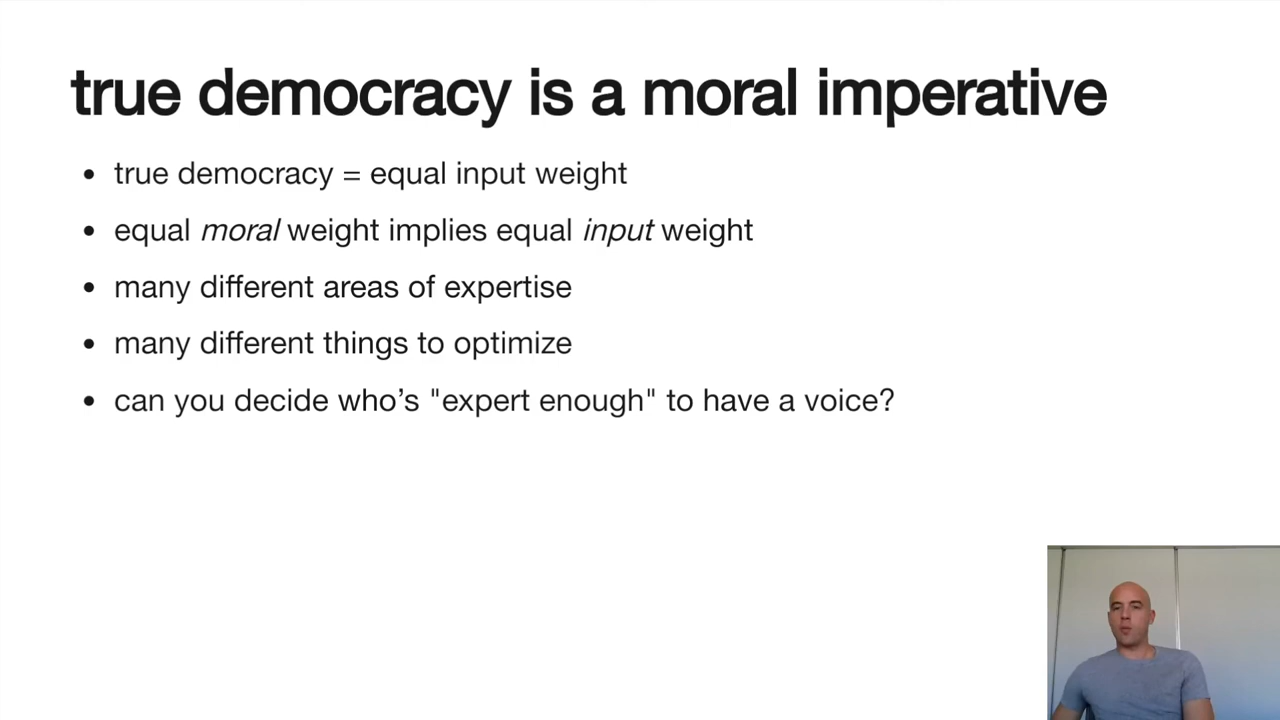 true democracy is a moral imperative
• true democracy = equal input weight
• equal moral weight implies equal input weight
• many different areas of expertise
• many different things to optimize
• can you decide who’s "expert enough" to have a voice?